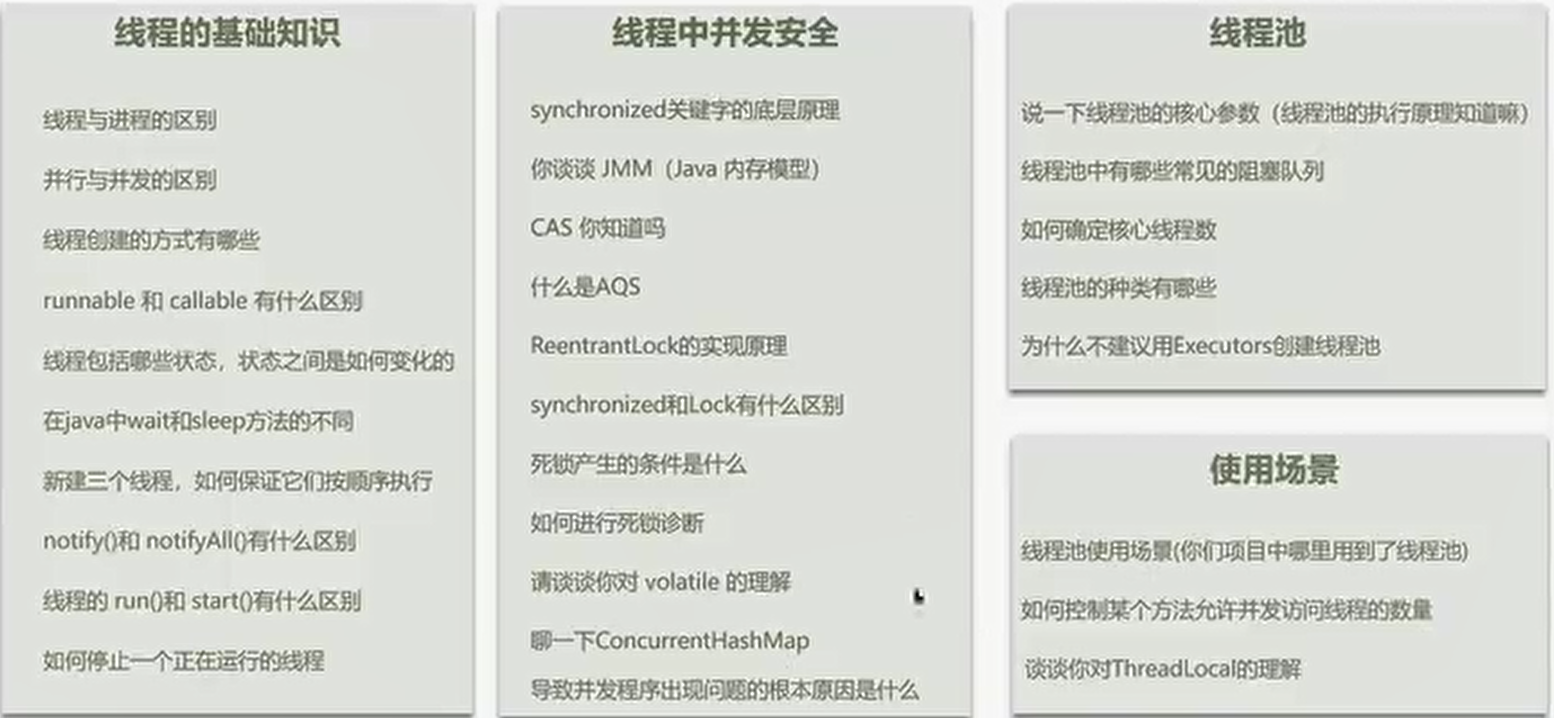 线程的基础知识
线程与进程的区别
并行与并发的区别
线程创建的方式有哪些
runnable 和 callable 有什么区别
线程包括哪些状态，状态之间是如何变化的
在java中wait和sleep方法的不同
新建三个线程，如何保证它们按顺序执行
notify()和 notifyAll()有什么区别
线程的 run()和 start()有什么区别
如何停止一个正在运行的线程
线程中并发安全
synchronized关键字的底层原理
你谈谈 JMM（Java 内存模型）
CAS 你知道吗
什么是AQS
ReentrantLock的实现原理
synchronized和Lock有什么区别
死锁产生的条件是什么
如何进行死锁诊断
请谈谈你对 volatile 的理解
聊一下ConcurrentHashMap
导致并发程序出现问题的根本原因是什么
线程池
说一下线程池的核心参数（线程池的执行原理知道嘛）
线程池中有哪些常见的阻塞队列
如何确定核心线程数
线程池的种类有哪些
为什么不建议用Executors创建线程池
使用场景
线程池使用场景(你们项目中哪里用到了线程池)
如何控制某个方法允许并发访问线程的数量
谈谈你对ThreadLocal的理解